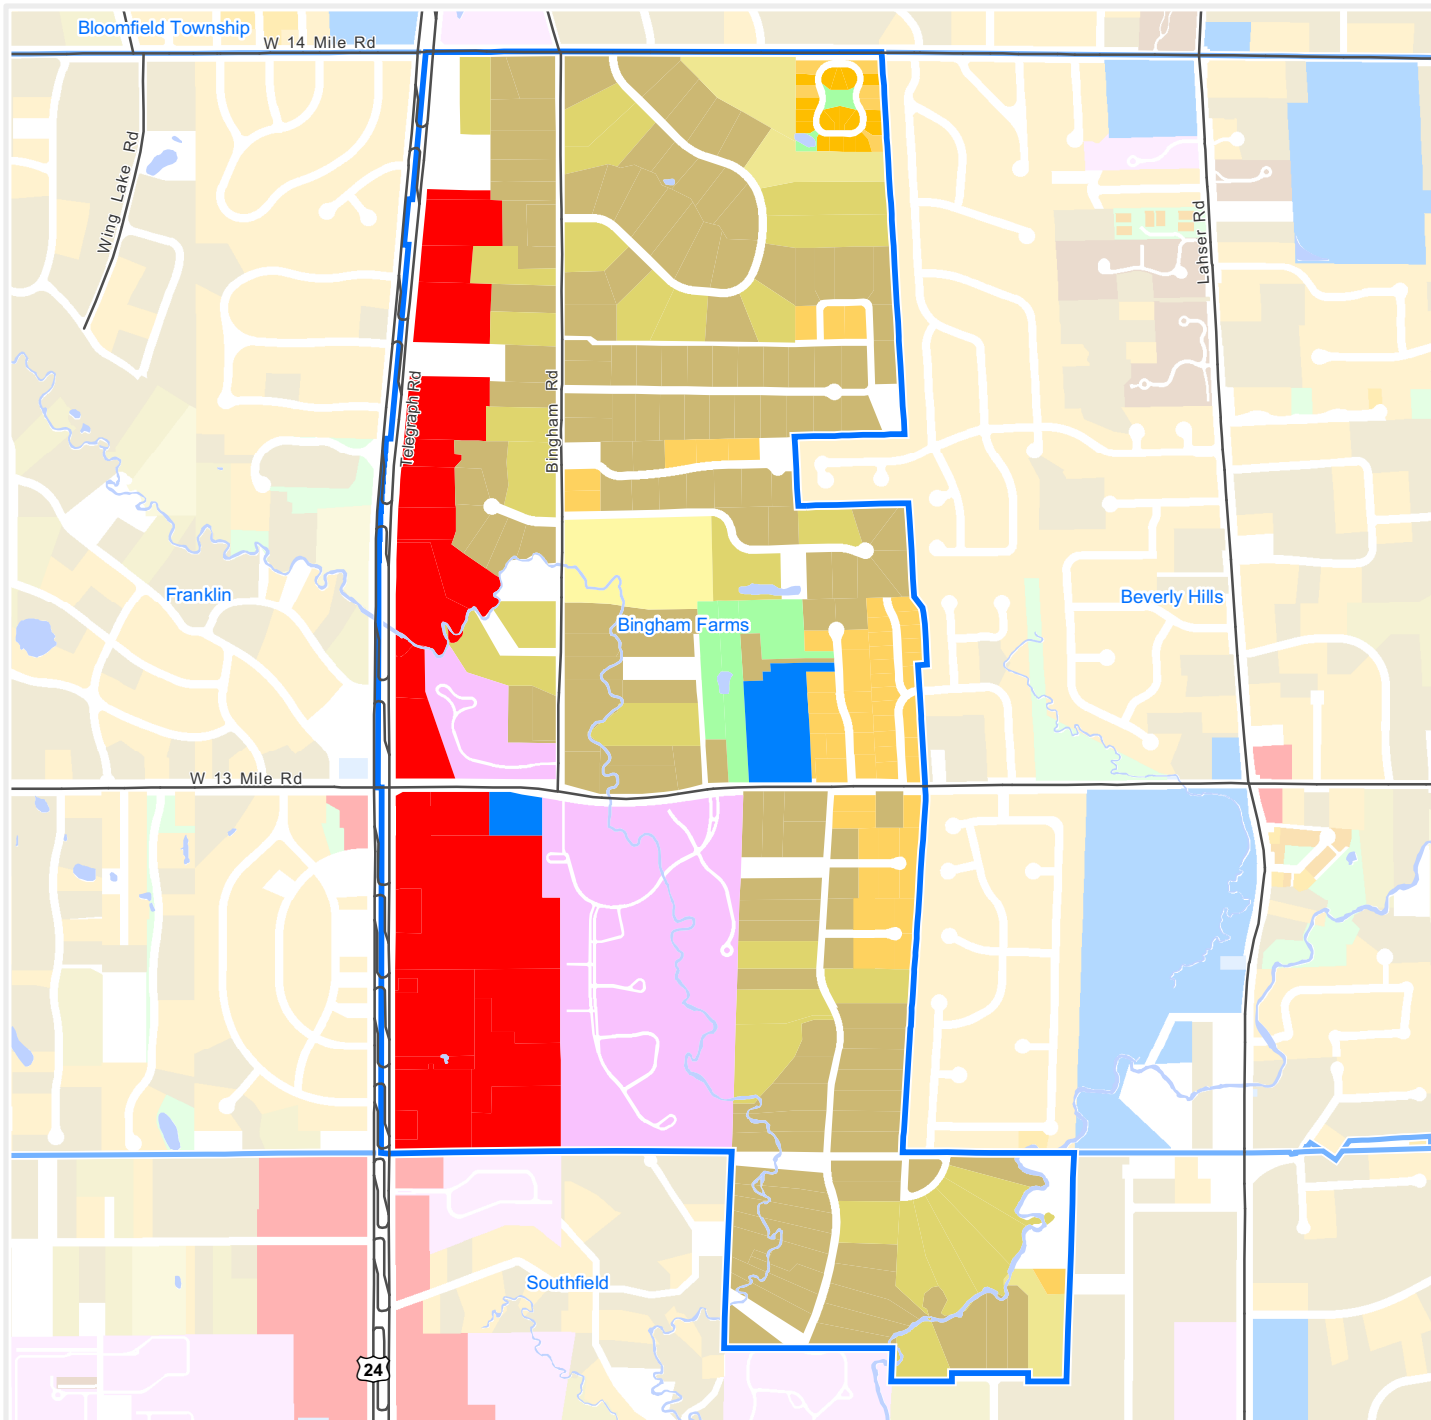 Bloomfield Township
W 14 Mile Rd
Wing Lake Rd
Lahser Rd
Telegraph Rd
Bingham Rd
Franklin
Bingham Farms
Beverly Hills
W 13 Mile Rd
Southfield
24